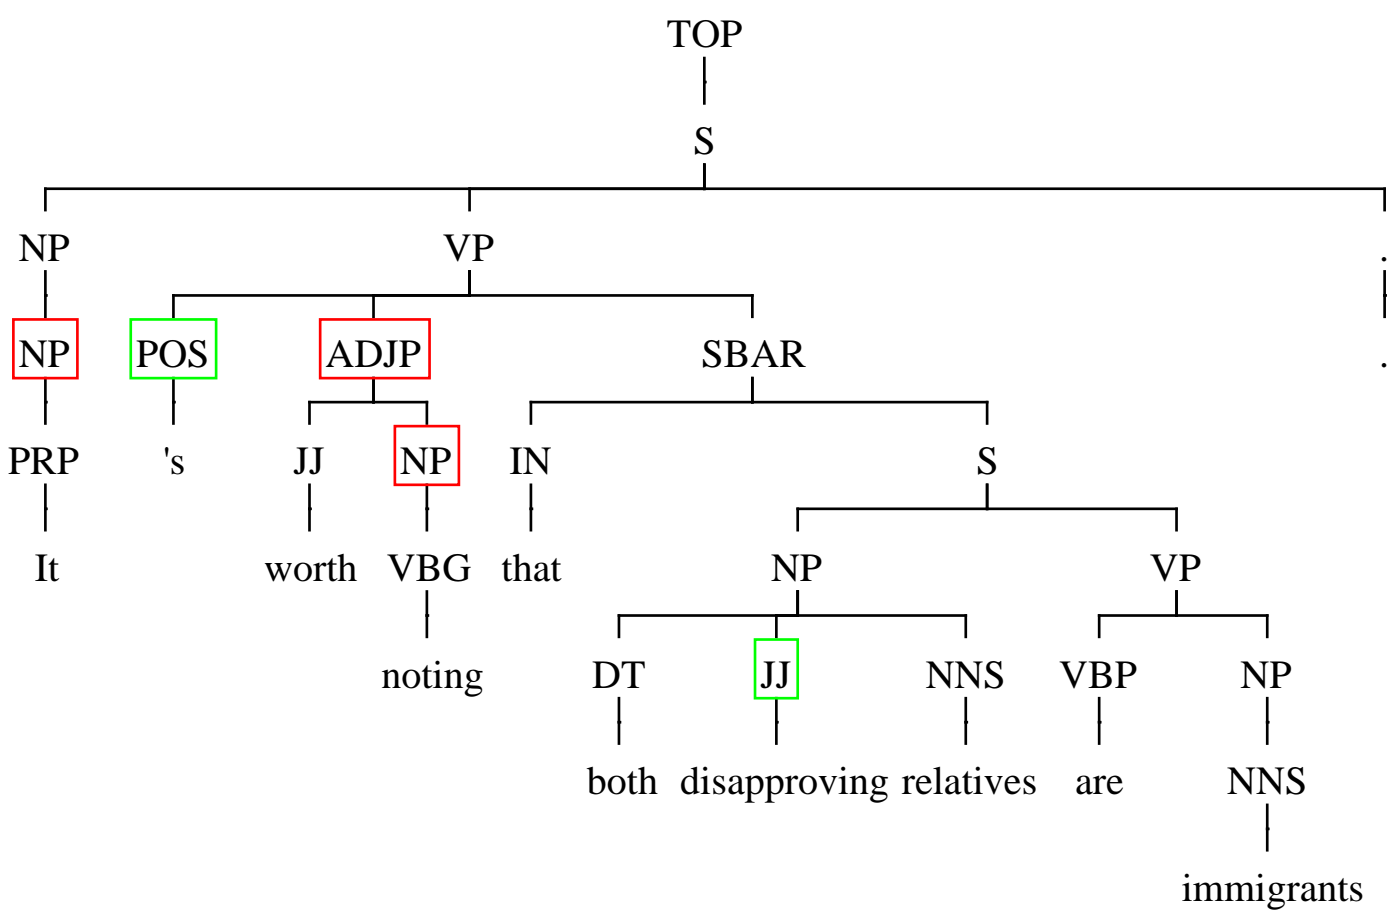 TOP
S
NP VP .
NP POS ADJP SBAR .
PRP 's JJ NP IN S
It worth VBG that NP VP
noting DT JJ NNS VBP NP
both disapproving relatives are NNS
immigrants